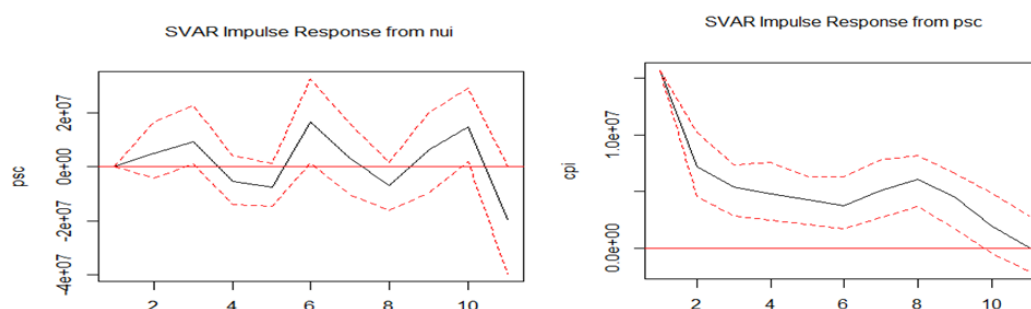 SVAR Impulse Response from nui
psc
2e+07
0e+00
-2e+07
-4e+07
2 4 6 8 10
SVAR Impulse Response from psc
cpi
1.0e+07
0.0e+00
2 4 6 8 10